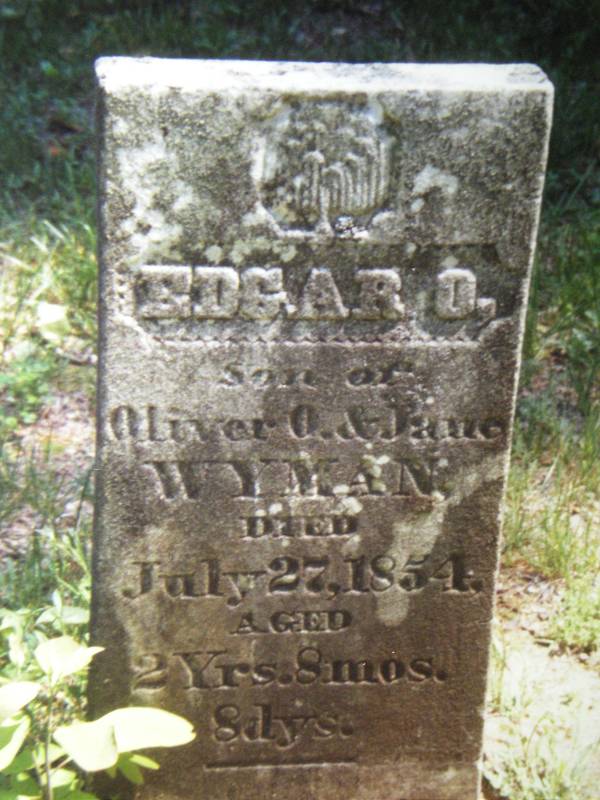 EDGAR O.
Son of
Oliver O. & Jane
WYMAN
DIED
July 27, 1854.
AGED
2 Yrs. 8 mos.
8 dys.